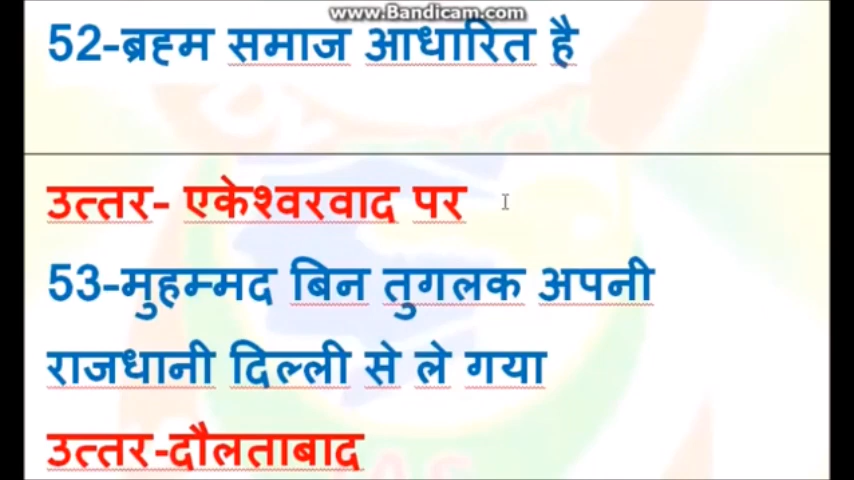 www.Bandicam.com
52-ब्रह्म समाज आधारित है
उत्तर- एकेश्वरवाद पर
53-मुहम्मद बिन तुगलक अपनी
राजधानी दिल्ली से ले गया
उत्तर-दौलताबाद
IAS